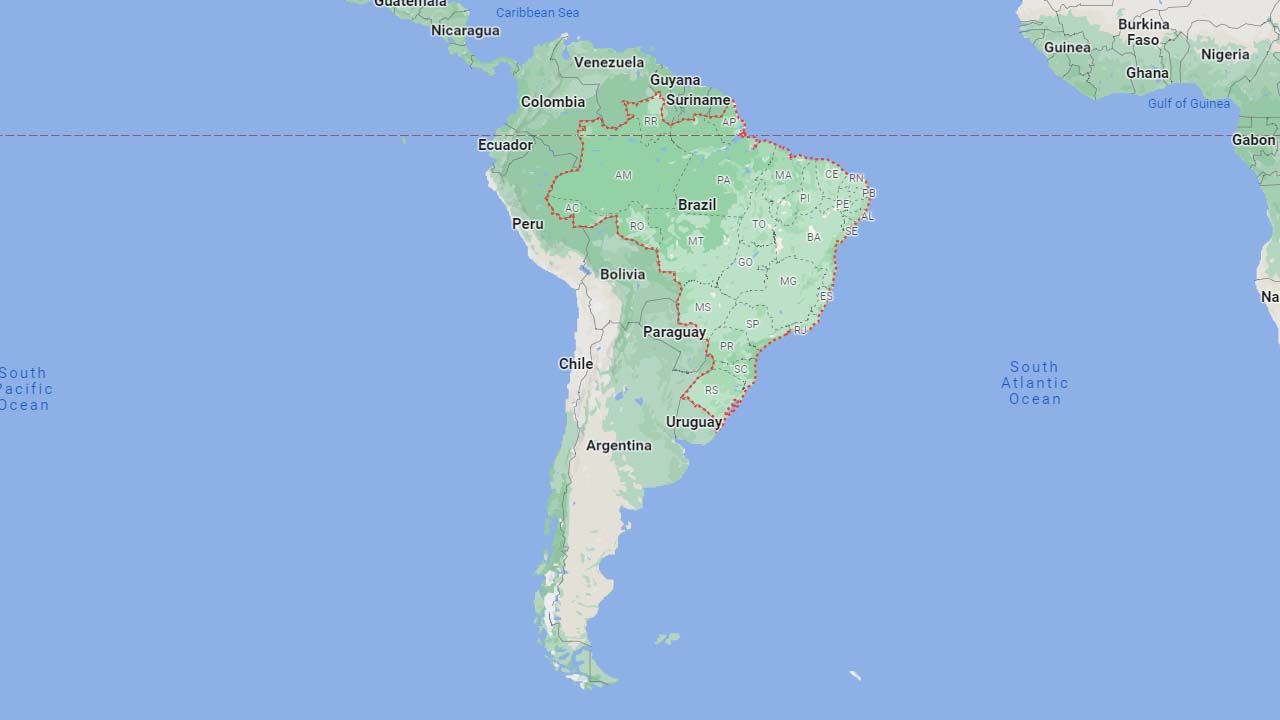 Guatemala
Caribbean Sea
Nicaragua
Burkina
Faso
Guinea
Nigeria
Venezuela
Ghana
Guyana
Colombia
Suriname
Gulf of Guinea
RR
AP
Ecuador
Gabon
AM
PA
MA
CE
RN
PB
PI
AC
Brazil
PE
AL
Peru
RO
TO
SE
MT
BA
GO
Bolivia
MG
ES
Na
MS
SP
RJ
Paraguay
PR
Chile
SC
South
Pacific
Ocean
South
Atlantic
Ocean
RS
Uruguay
Argentina